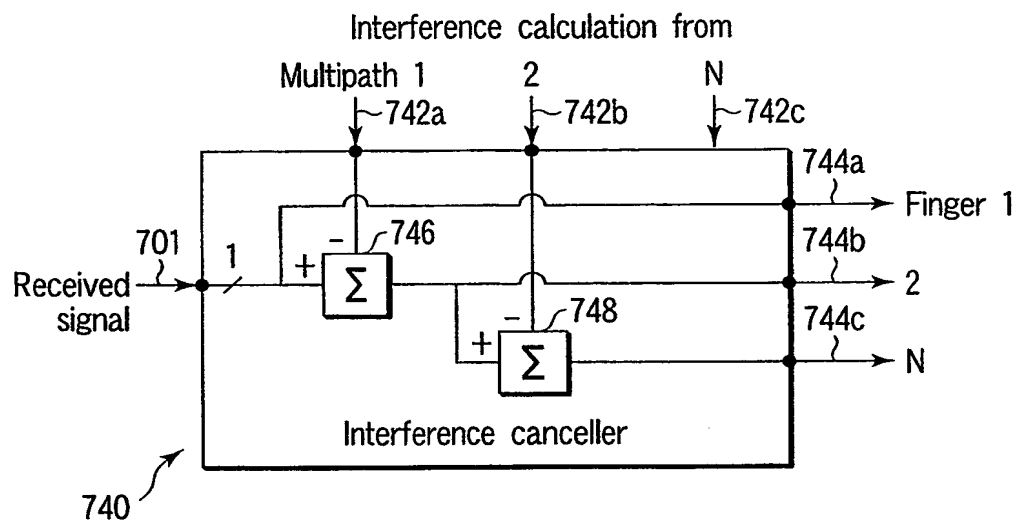 Interference calculation from
Multipath 1 2 N
742a 742b 742c
744a
Finger 1
746
701
1
-
+
Σ
744b
Received
signal
2
748
-
+
Σ
744c
N
Interference canceller
740